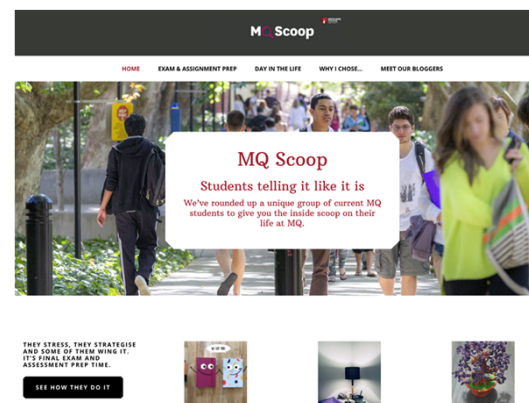 MQ Scoop
HOME EXAM & ASSIGNMENT PREP DAY IN THE LIFE WHY I CHOSE... MEET OUR BLOGGERS
MQ Scoop
Students telling it like it is
We've rounded up a unique group of current MQ
students to give you the inside scoop on their
life at MQ.
THEY STRESS, THEY STRATEGISE
AND SOME OF THEM WING IT.
IT'S FINAL EXAM AND
ASSESSMENT PREP TIME.
SEE HOW THEY DO IT